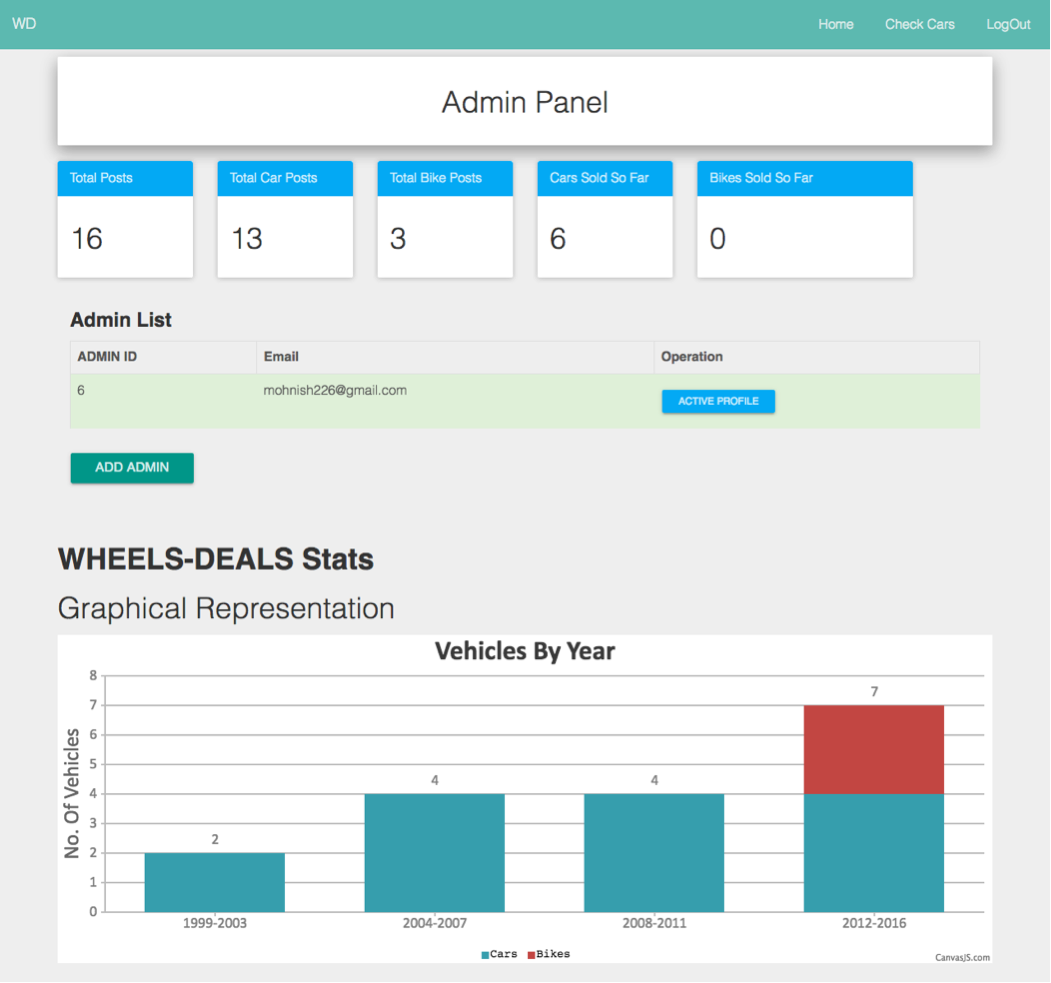 WD Home Check Cars LogOut
Admin Panel
Total Posts Total Car Posts Total Bike Posts Cars Sold So Far Bikes Sold So Far
16 13 3 6 0
Admin List
ADMIN ID Email Operation
6 mohnish226@gmail.com ACTIVE PROFILE
ADD ADMIN
WHEELS-DEALS Stats
Graphical Representation
Vehicles By Year
No. Of Vehicles
8
7
6
5
4
3
2
1
0
2 4 4 7
1999-2003 2004-2007 2008-2011 2012-2016
Cars Bikes
CanvasJS.com